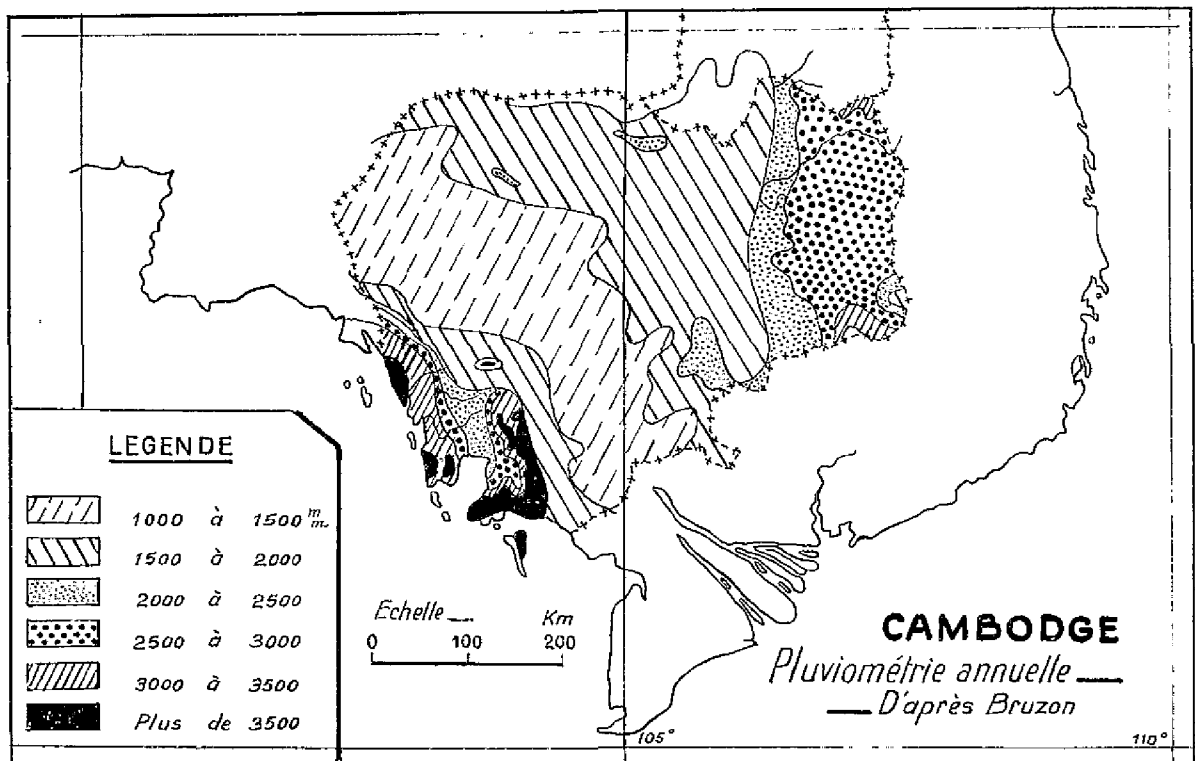 LEGENDE
1000 à 1500 m/m.
1500 à 2000
2000 à 2500
2500 à 3000
3000 à 3500
Plus de 3500
Echelle Km
0 100 200
CAMBODGE
Pluviométrie annuelle
D'après Bruzon
105°
110°